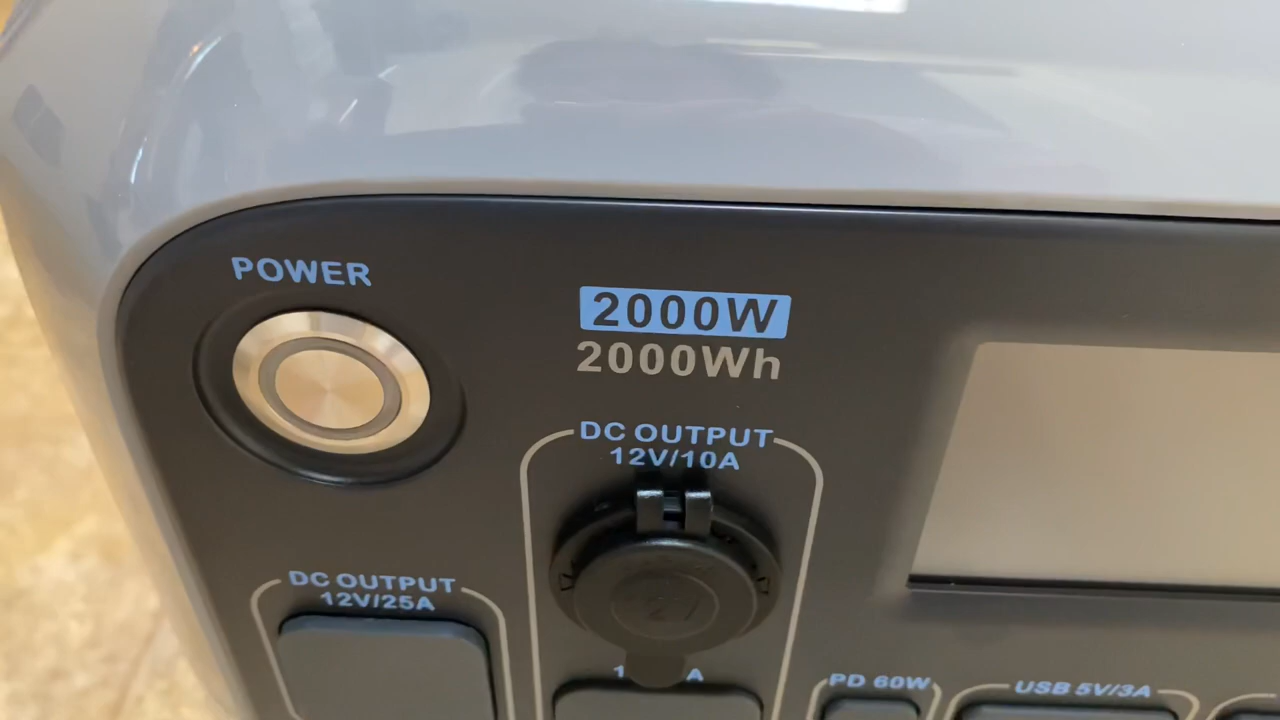 POWER
2000W
2000Wh
DC OUTPUT
12V/10A
DC OUTPUT
12V/25A
PD 60W
USB 5V/3A